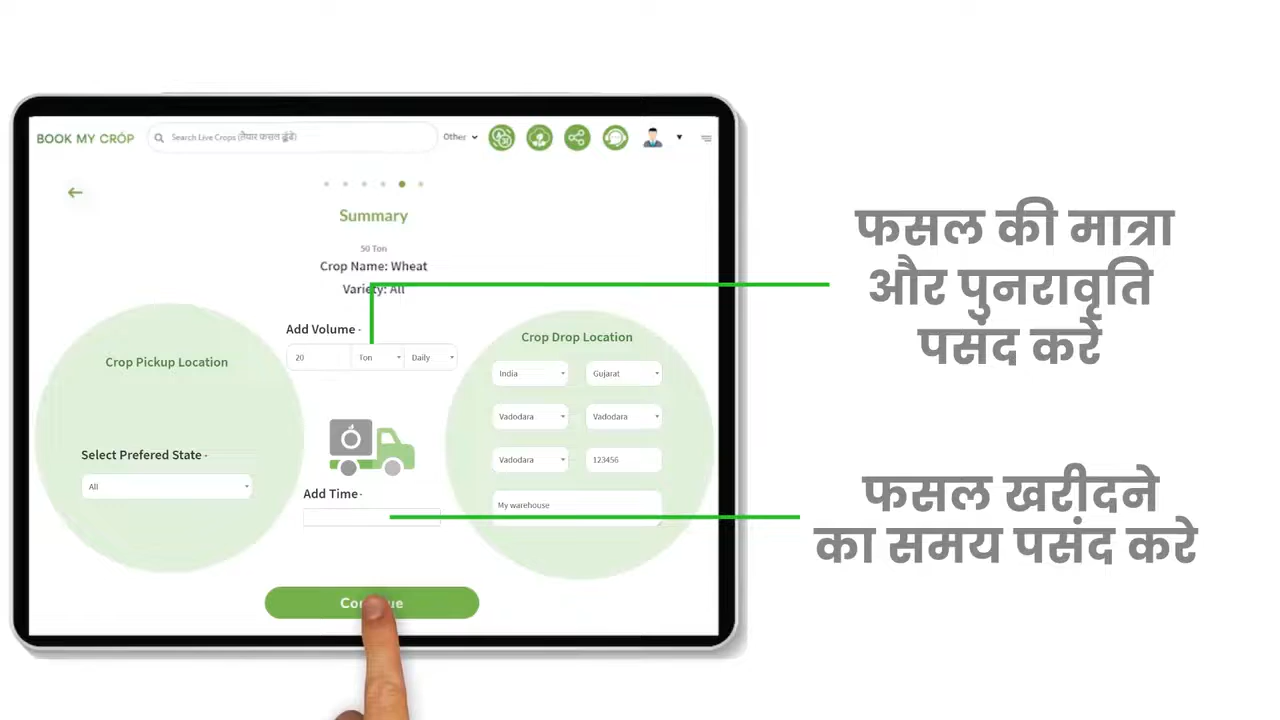 BOOK MY CROP
Search Live Crops (तैयार फसल ढूंढे)
Other
Summary
50 Ton
Crop Name: Wheat
Variety: All
Add Volume -
20 Ton Daily
Crop Pickup Location
Select Prefered State -
All
Add Time -
Crop Drop Location
India Gujarat
Vadodara Vadodara
Vadodara 123456
My warehouse
फसल की मात्रा
और पुनरावृति
पसंद करे
फसल खरीदने
का समय पसंद करे